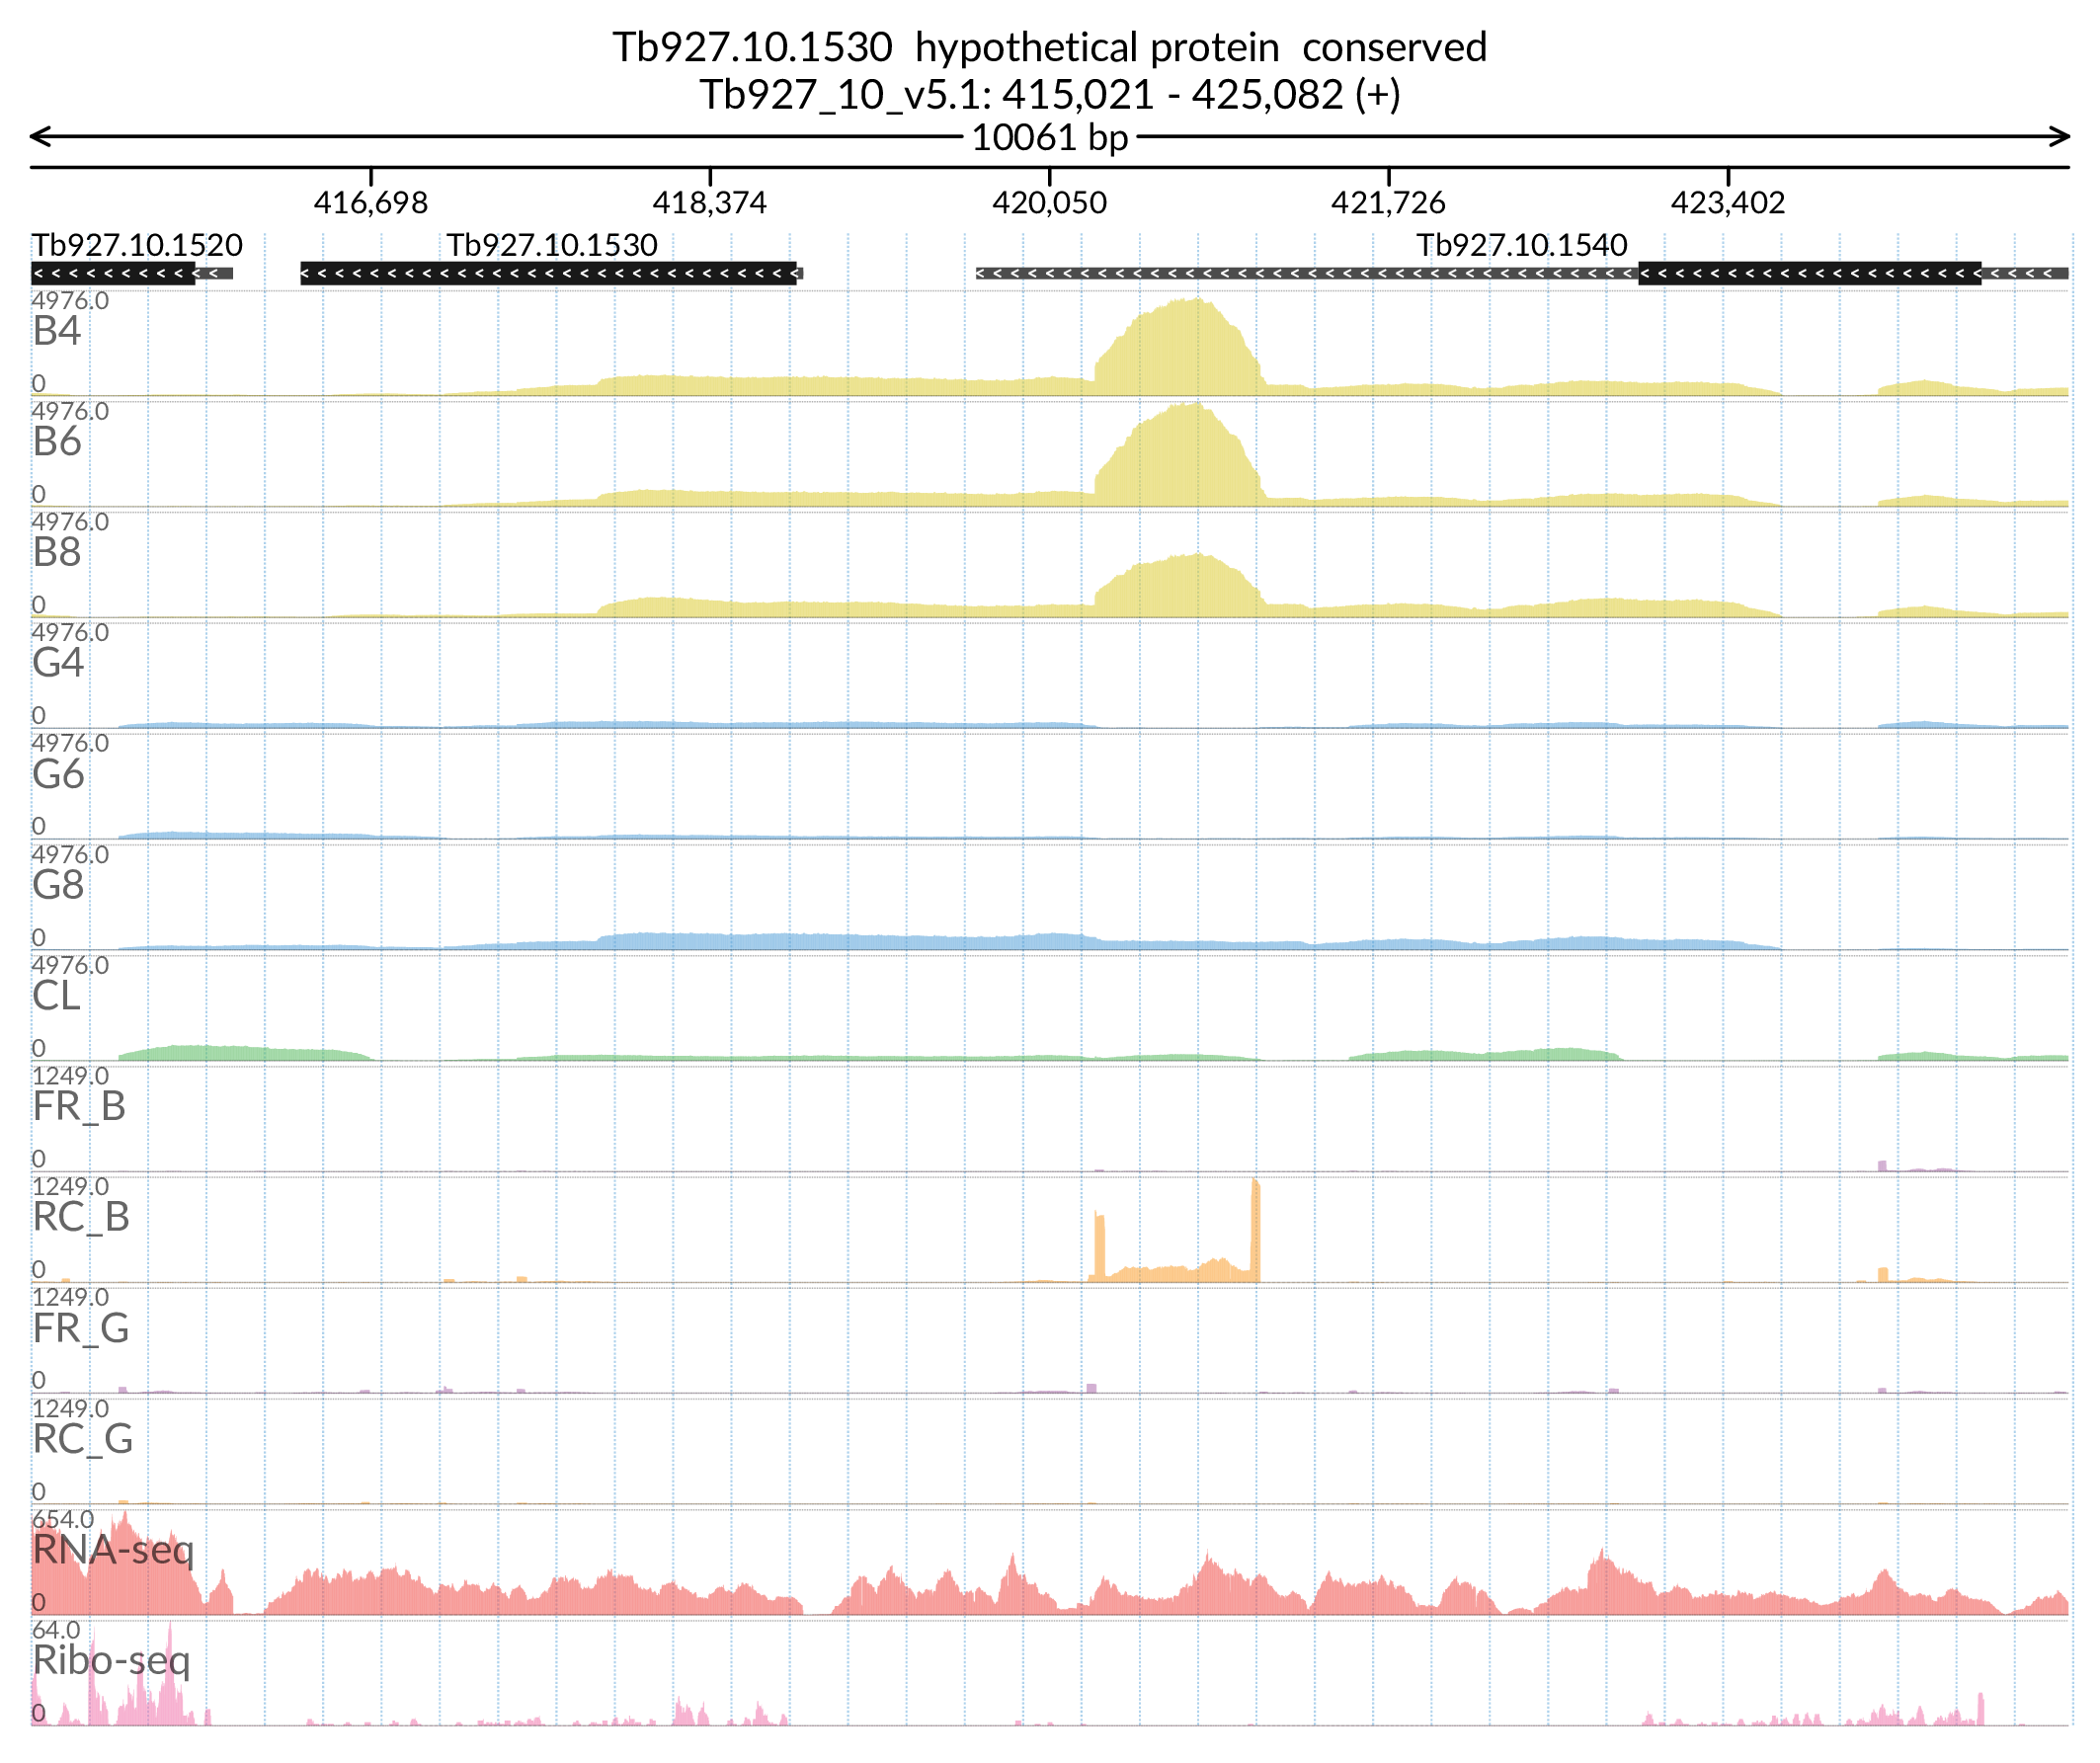 Tb927.10.1530  hypothetical protein  conserved
Tb927_10_v5.1: 415,021 - 425,082 (+)
10061 bp
416,698 418,374 420,050 421,726 423,402
Tb927.10.1520 Tb927.10.1530 Tb927.10.1540
4976.0
B4
0
4976.0
B6
0
4976.0
B8
0
4976.0
G4
0
4976.0
G6
0
4976.0
G8
0
4976.0
CL
0
1249.0
FR_B
0
1249.0
RC_B
0
1249.0
FR_G
0
1249.0
RC_G
0
654.0
RNA-seq
0
64.0
Ribo-seq
0